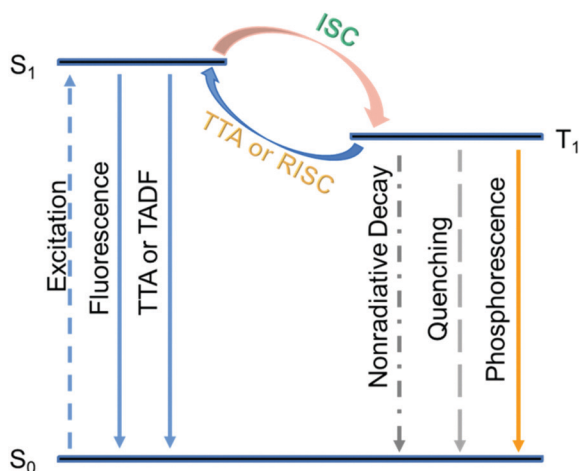 ISC
S1
TTA or RISC
T1
Excitation
Fluorescence
TTA or TADF
Nonradiative Decay
Quenching
Phosphorescence
S0